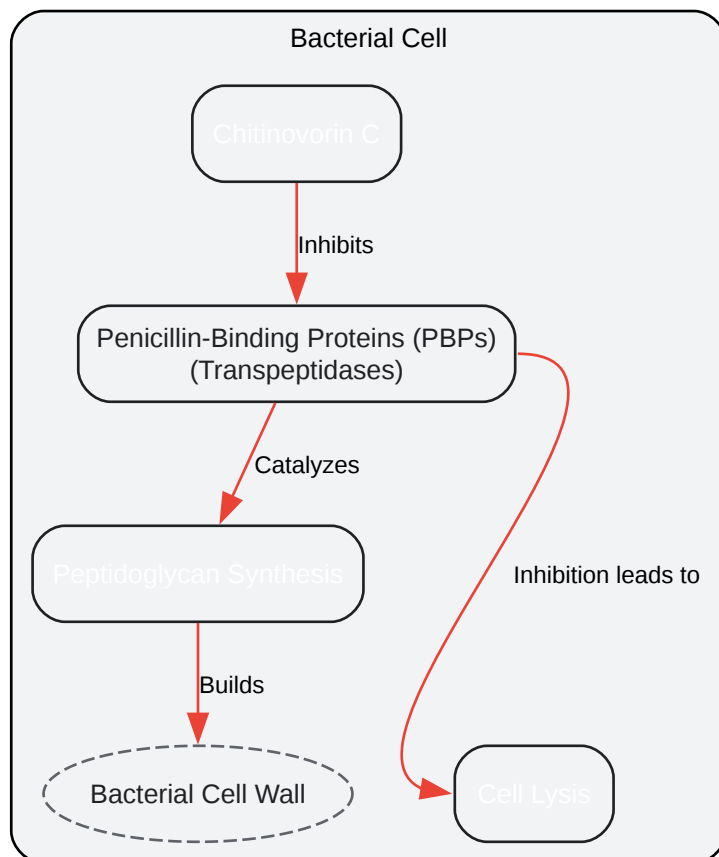 Bacterial Cell
Chitinovorin C
Inhibits
Penicillin-Binding Proteins (PBPs)
(Transpeptidases)
Catalyzes
Peptidoglycan Synthesis
Inhibition leads to
Builds
Bacterial Cell Wall
Cell Lysis